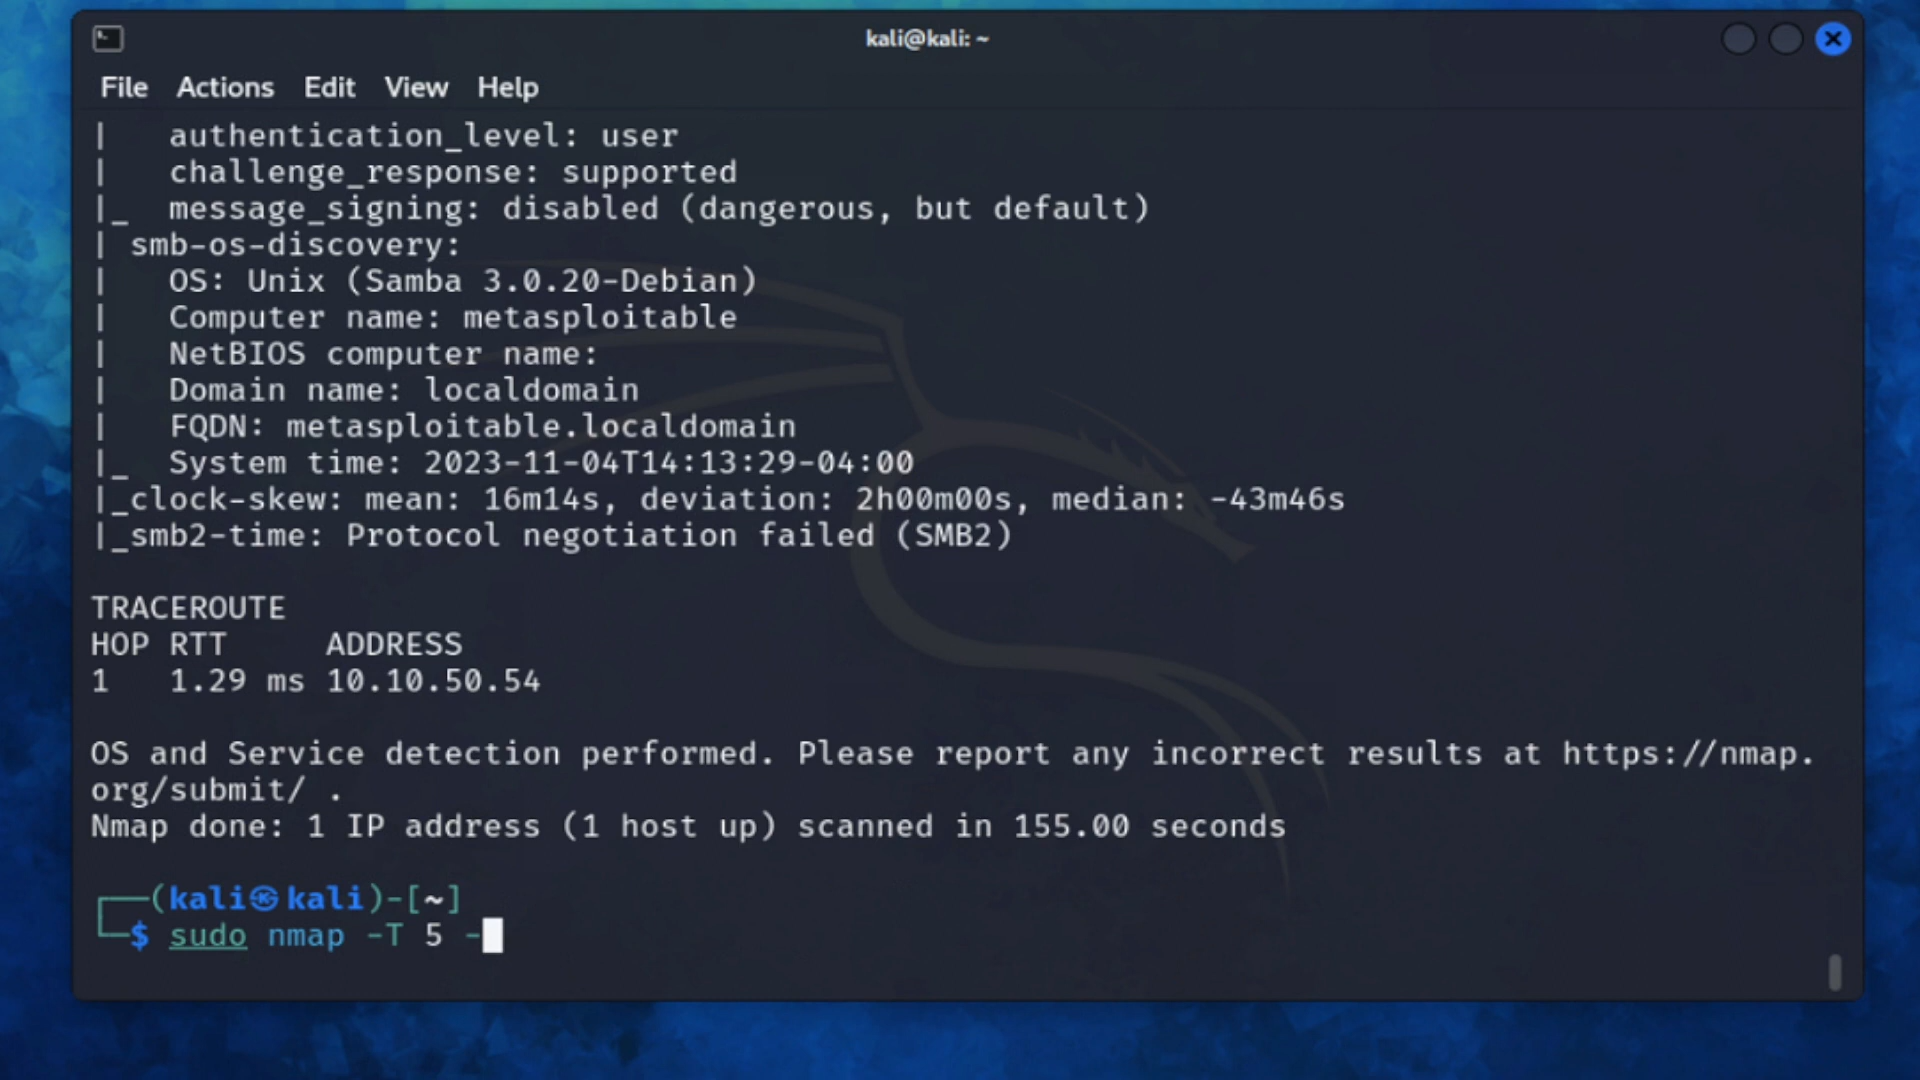 kali@kali: ~
File Actions Edit View Help
|    authentication_level: user
|    challenge_response: supported
|_   message_signing: disabled (dangerous, but default)
| smb-os-discovery:
|    OS: Unix (Samba 3.0.20-Debian)
|    Computer name: metasploitable
|    NetBIOS computer name:
|    Domain name: localdomain
|    FQDN: metasploitable.localdomain
|_   System time: 2023-11-04T14:13:29-04:00
|_clock-skew: mean: 16m14s, deviation: 2h00m00s, median: -43m46s
|_smb2-time: Protocol negotiation failed (SMB2)
TRACEROUTE
HOP RTT     ADDRESS
1   1.29 ms 10.10.50.54
OS and Service detection performed. Please report any incorrect results at https://nmap.
org/submit/ .
Nmap done: 1 IP address (1 host up) scanned in 155.00 seconds
┌──(kali㉿kali)-[~]
└─$ sudo nmap -T 5 -